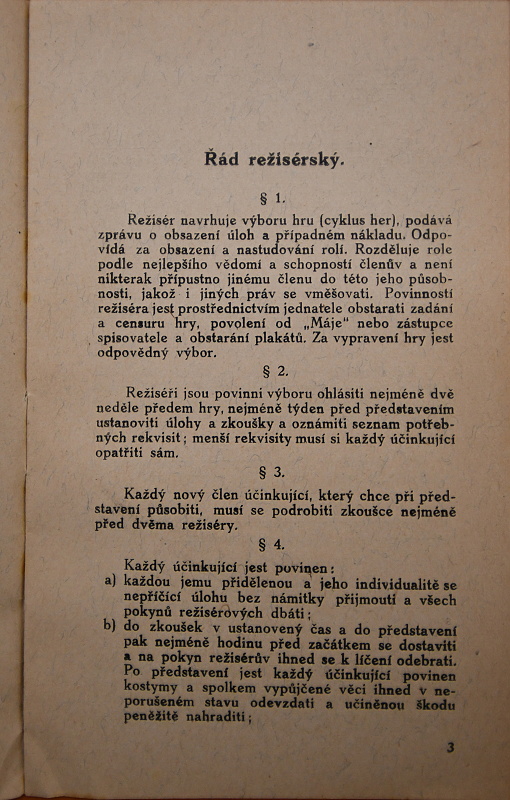 Řád režisérský.
§ 1.
Režisér navrhuje výboru hru (cyklus her), podává
zprávu o obsazení úloh a případném nákladu. Odpo-
vídá za obsazení a nastudování rolí. Rozděluje role
podle nejlepšího vědomí a schopností členův a není
nikterak přípustno jinému členu do této jeho působ-
nosti, jakož i jiných práv se vměšovati. Povinností
režiséra jest prostřednictvím jednatele obstarati zadání
a censuru hry, povolení od „Máje" nebo zástupce
spisovatele a obstarání plakátů. Za vypravení hry jest
odpovědný výbor.
§ 2.
Režiséři jsou povinni výboru ohlásiti nejméně dvě
neděle předem hry, nejméně týden před představením
ustanoviti úlohy a zkoušky a oznámiti seznam potřeb-
ných rekvisit; menší rekvisity musí si každý účinkující
opatřiti sám.
§ 3.
Každý nový člen účinkující, který chce při před-
stavení působiti, musí se podrobiti zkoušce nejméně
před dvěma režiséry.
§ 4.
Každý účinkující jest povinen:
a) každou jemu přidělenou a jeho individualitě se
nepříčící úlohu bez námitky přijmouti a všech
pokynů režisérových dbáti;
b) do zkoušek v ustanovený čas a do představení
pak nejméně hodinu před začátkem se dostaviti
a na pokyn režisérův ihned se k líčení odebrati.
Po představení jest každý účinkující povinen
kostymy a spolkem vypůjčené věci ihned v ne-
porušeném stavu odevzdati a učiněnou škodu
peněžitě nahraditi;
3